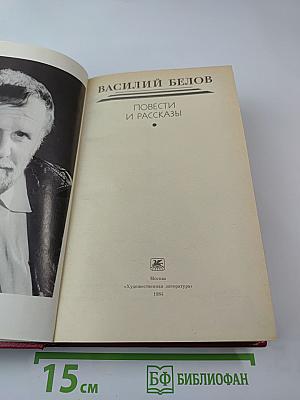 ВАСИЛИЙ БЕЛОВ
ПОВЕСТИ
И РАССКАЗЫ
Москва
«Художественная литература»
1984
15 см
БФ БИБЛИОФАН